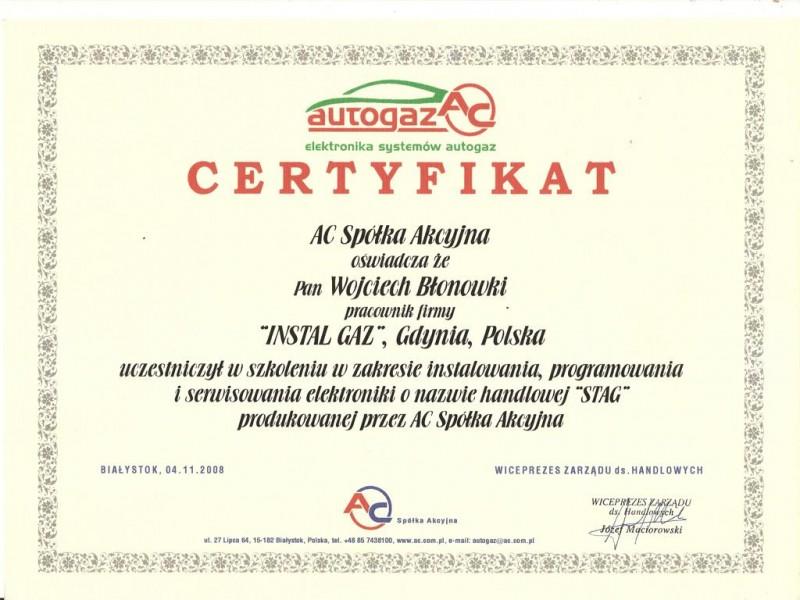 autogaz AC
elektronika systemów autogaz
CERTYFIKAT
AC Spółka Akcyjna
oświadcza że
Pan Wojciech Błonowki
pracownik firmy
"INSTAL GAZ", Gdynia, Polska
uczestniczył w szkoleniu w zakresie instalowania, programowania
i serwisowania elektroniki o nazwie handlowej "STAG"
produkowanej przez AC Spółka Akcyjna
BIAŁYSTOK, 04.11.2008
WICEPREZES ZARZĄDU ds. HANDLOWYCH
WICEPREZES ZARZĄDU
ds. Handlowych
Józef Maciorowski
AC Spółka Akcyjna
ul. 27 Lipca 64, 15-182 Białystok, Polska, tel. +48 85 7438100, www.ac.com.pl, e-mail: autogaz@ac.com.pl